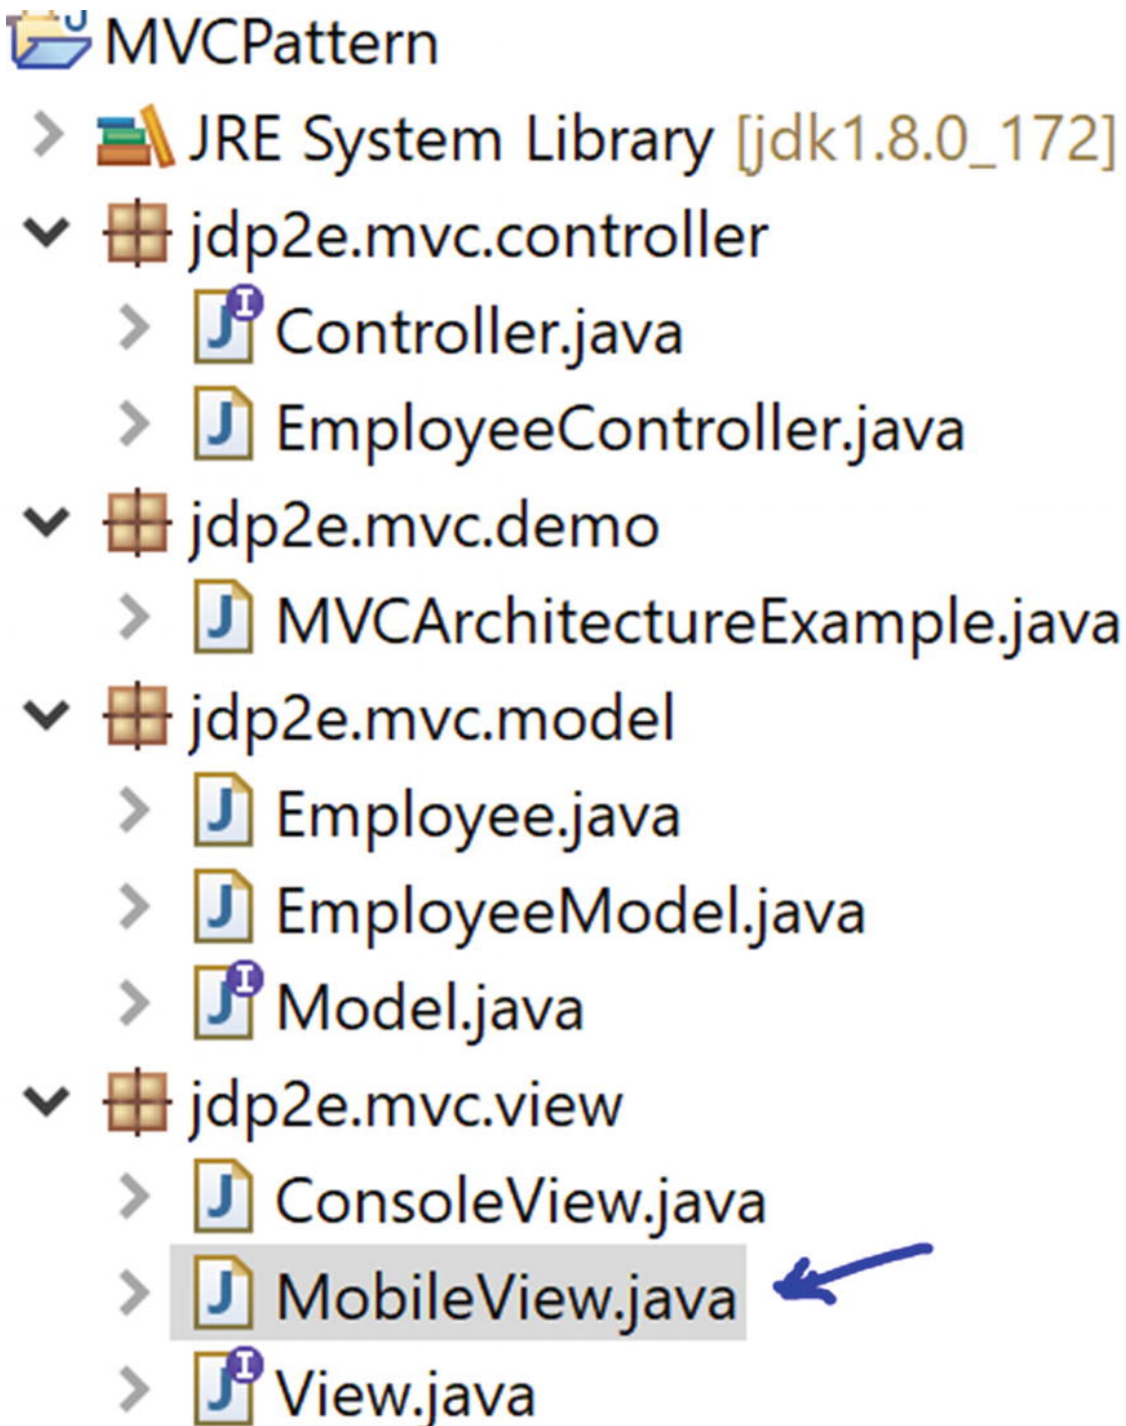 MVCPattern
JRE System Library [jdk1.8.0_172]
jdp2e.mvc.controller
Controller.java
EmployeeController.java
jdp2e.mvc.demo
MVCArchitectureExample.java
jdp2e.mvc.model
Employee.java
EmployeeModel.java
Model.java
jdp2e.mvc.view
ConsoleView.java
MobileView.java
View.java